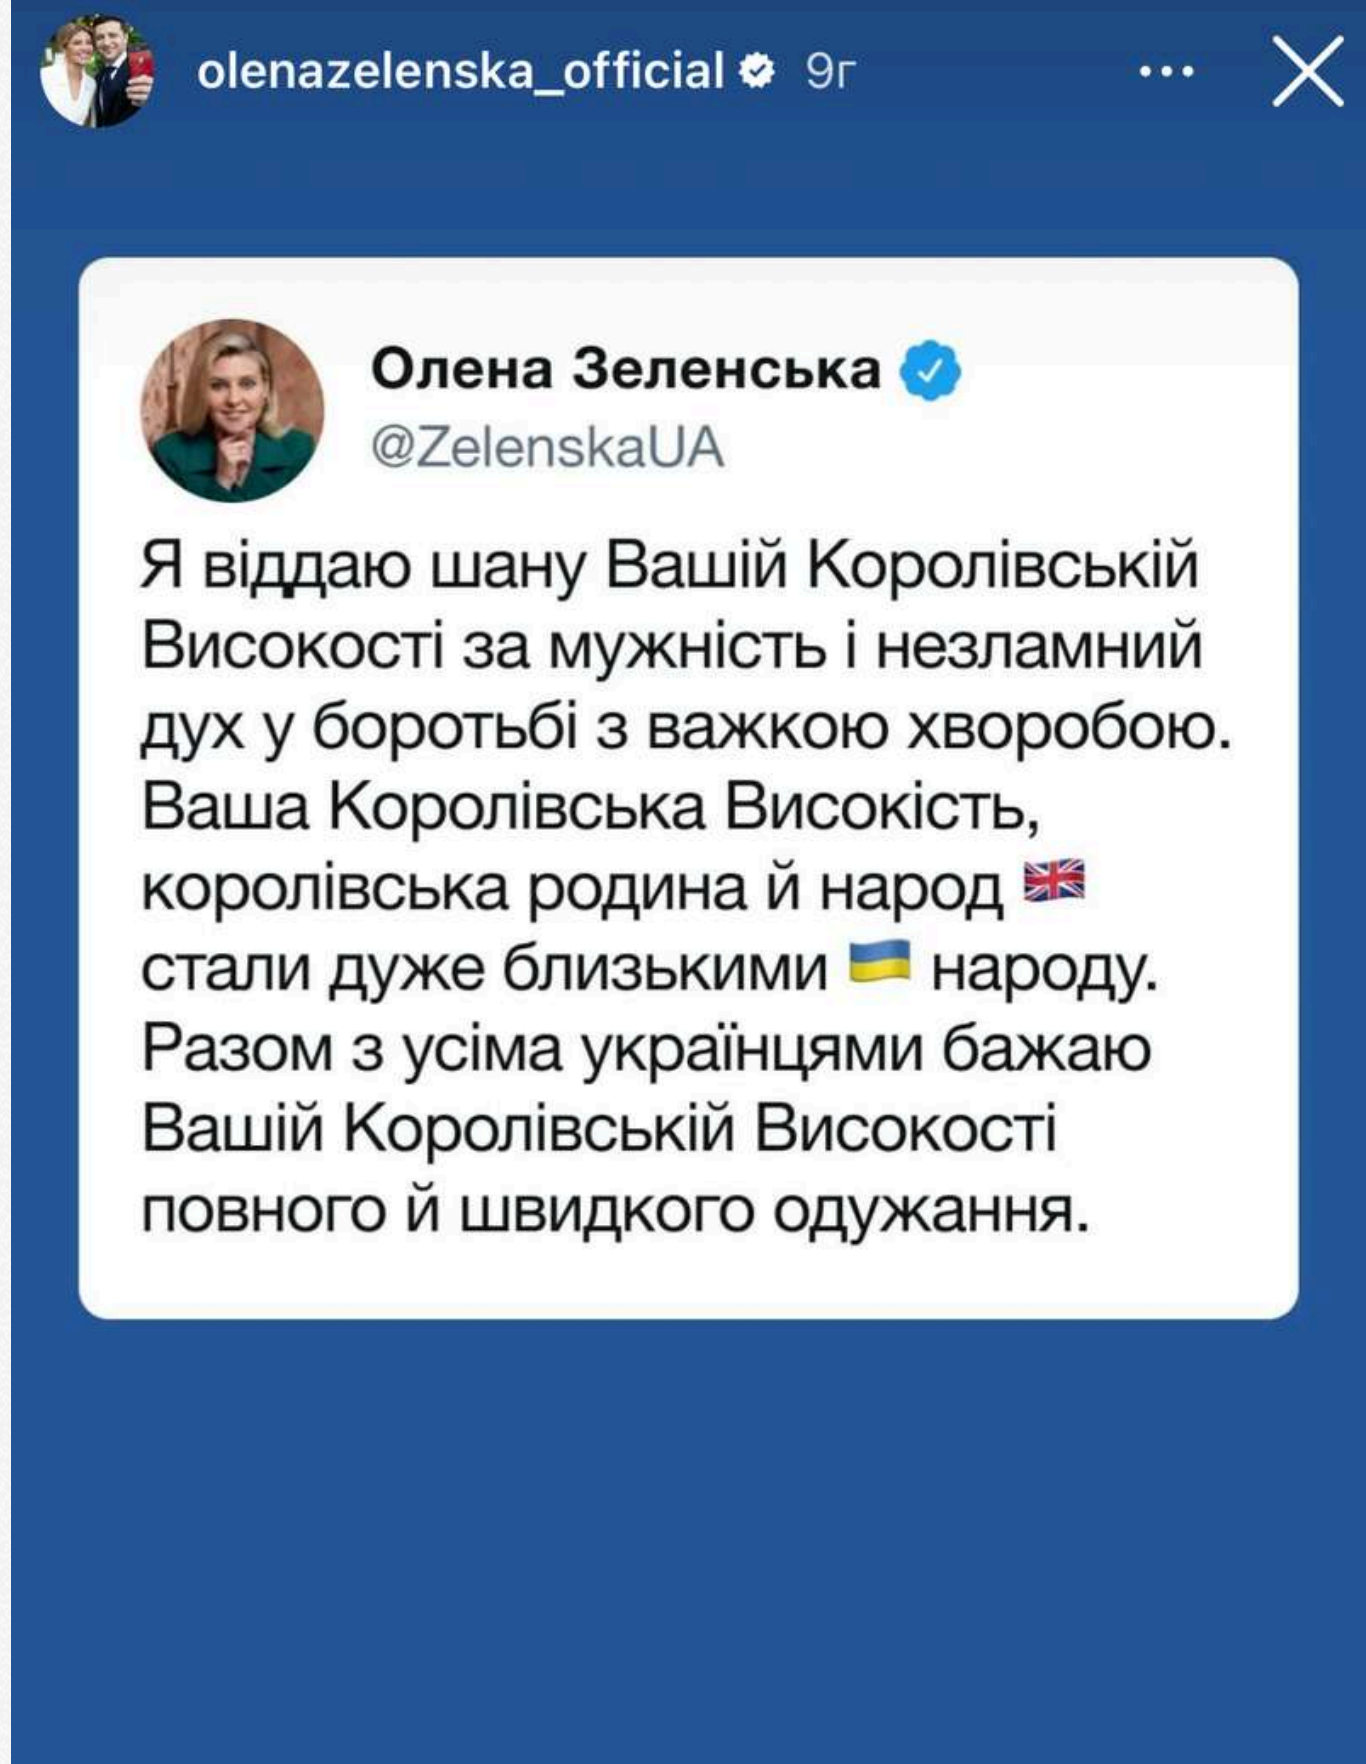 olenazelenska_official 9г
Олена Зеленська
@ZelenskaUA
Я віддаю шану Вашій Королівській
Високості за мужність і незламний
дух у боротьбі з важкою хворобою.
Ваша Королівська Високість,
королівська родина й народ 🇬🇧
стали дуже близькими 🇺🇦 народу.
Разом з усіма українцями бажаю
Вашій Королівській Високості
повного й швидкого одужання.